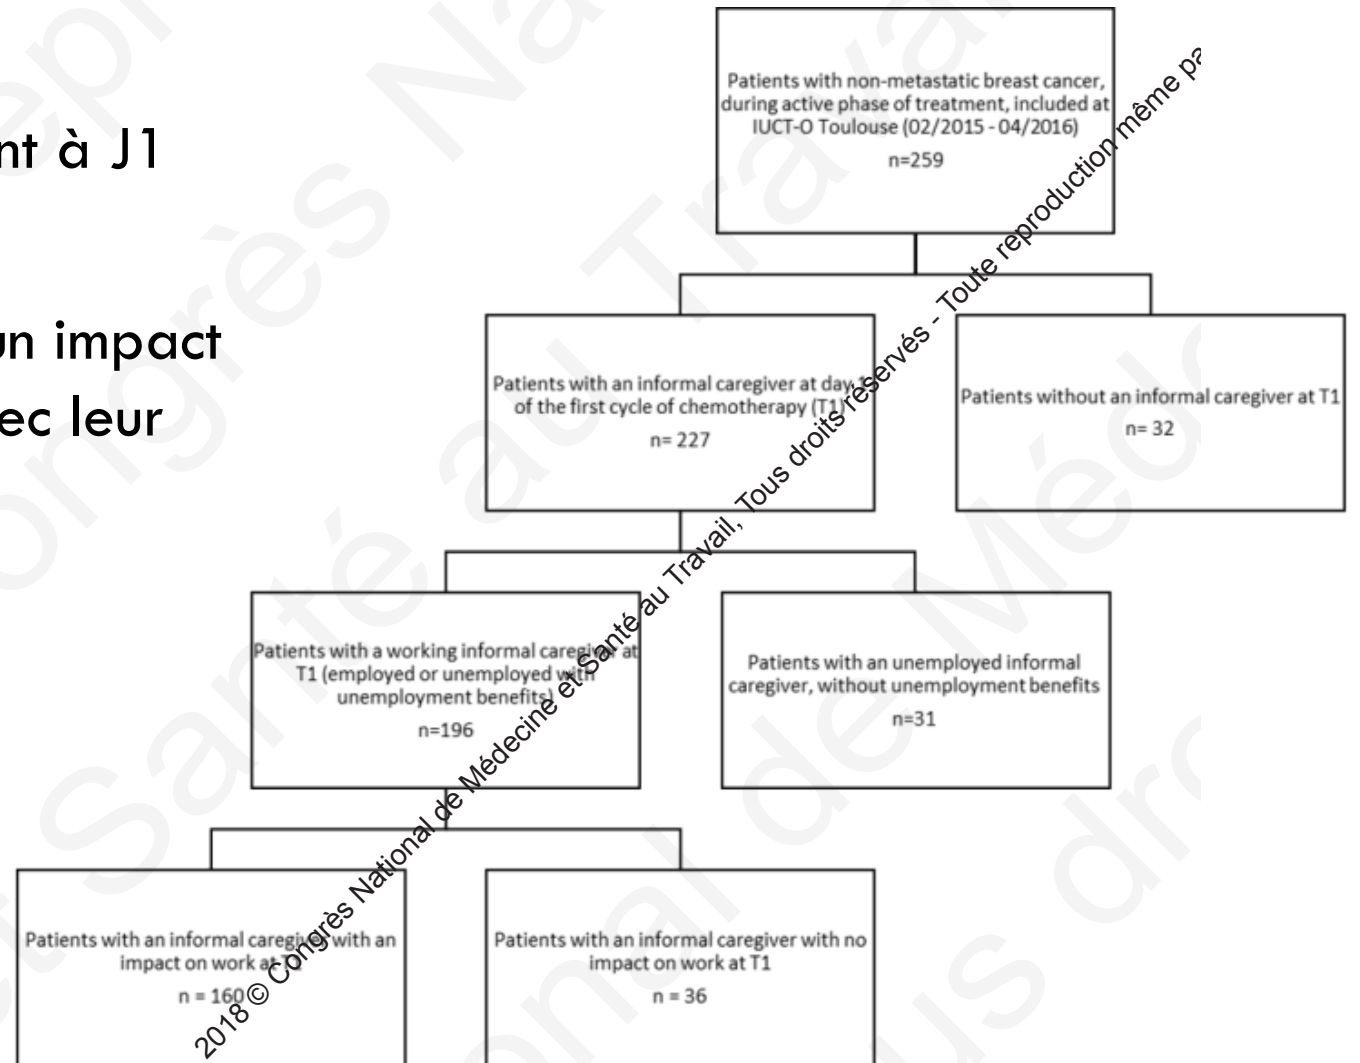 nt à J1
un impact
ec leur
Patients with non-metastatic breast cancer,
during active phase of treatment, included at
IUCT-O Toulouse (02/2015 - 04/2016)
n=259
Patients with an informal caregiver at day
of the first cycle of chemotherapy (T1)
n= 227
Patients without an informal caregiver at T1
n= 32
Patients with a working informal caregiver at
T1 (employed or unemployed with
unemployment benefits)
n=196
Patients with an unemployed informal
caregiver, without unemployment benefits
n=31
Patients with an informal caregiver with an
impact on work at T1
n = 160
Patients with an informal caregiver with no
impact on work at T1
n = 36
2018 © Congrès National de Médecine et Santé au Travail, Tous droits réservés - Toute reproduction même pa